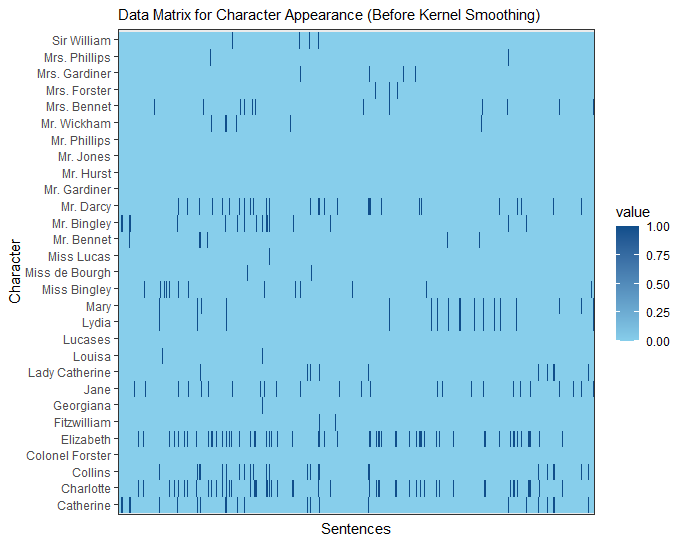 Data Matrix for Character Appearance (Before Kernel Smoothing)
Sir William
Mrs. Phillips
Mrs. Gardiner
Mrs. Forster
Mrs. Bennet
Mr. Wickham
Mr. Phillips
Mr. Jones
Mr. Hurst
Mr. Gardiner
Mr. Darcy
Mr. Bingley
Mr. Bennet
Miss Lucas
Miss de Bourgh
Miss Bingley
Mary
Lydia
Lucases
Louisa
Lady Catherine
Jane
Georgiana
Fitzwilliam
Elizabeth
Colonel Forster
Collins
Charlotte
Catherine
Character
Sentences
value
1.00
0.75
0.50
0.25
0.00